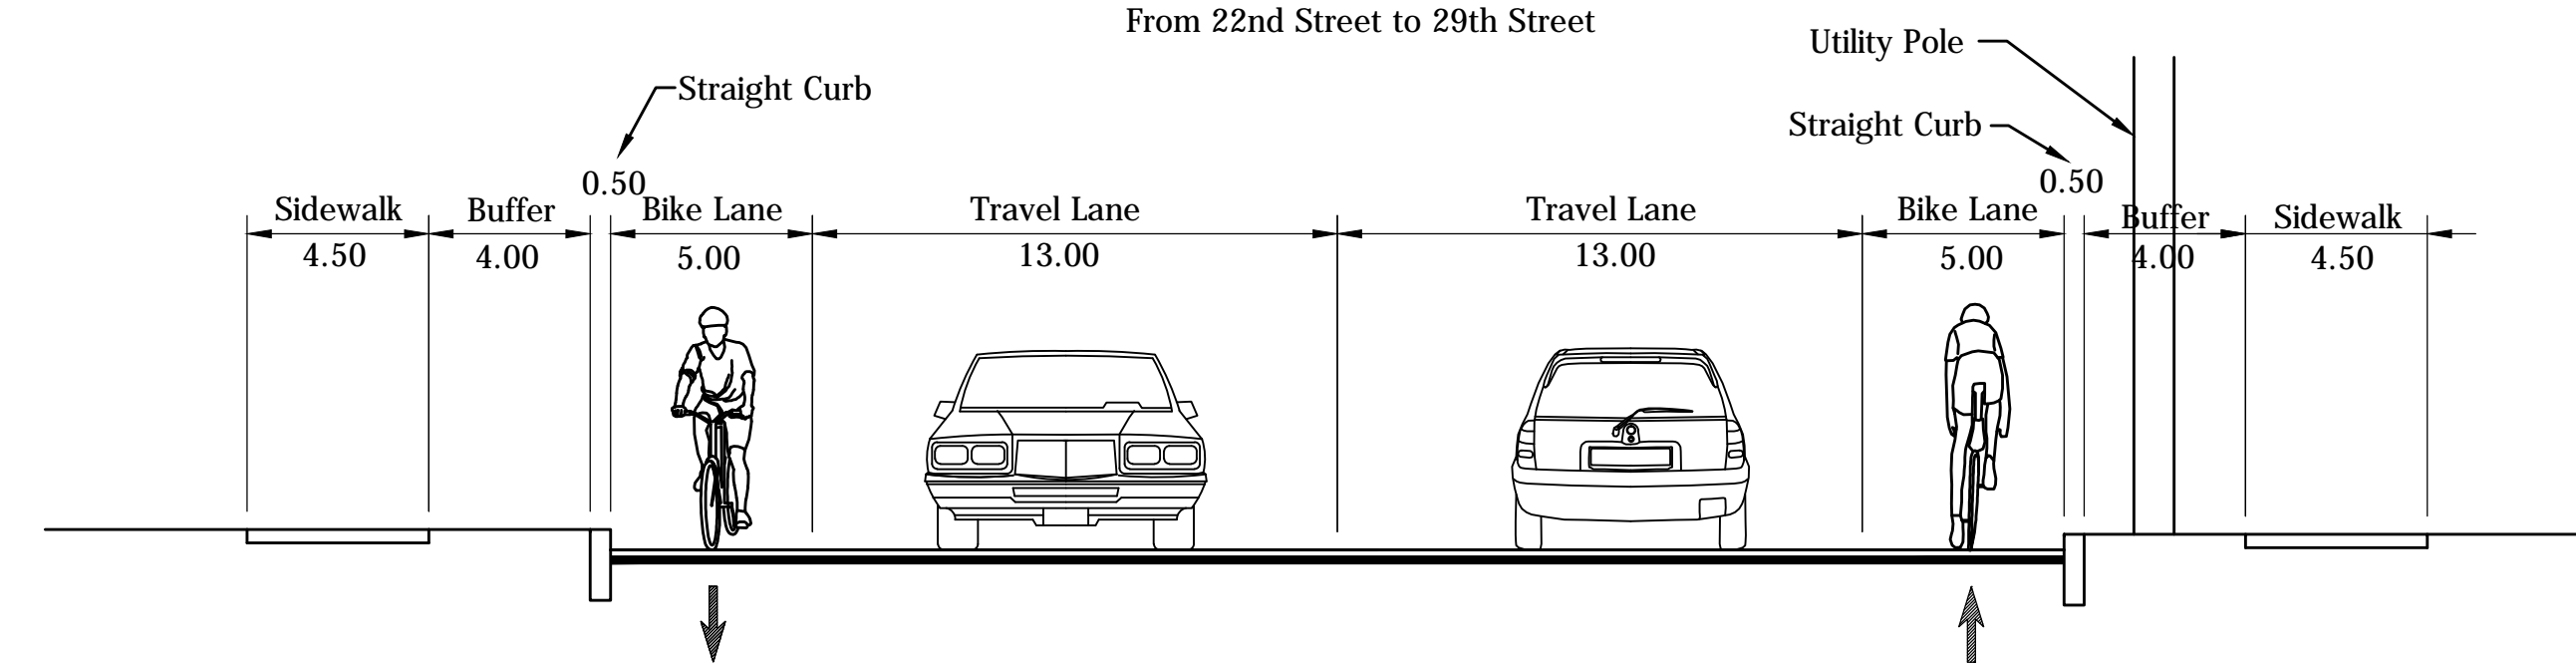 From 22nd Street to 29th Street
Utility Pole
Straight Curb
Straight Curb
0.50
0.50
Sidewalk
Buffer
Bike Lane
Travel Lane
Travel Lane
Bike Lane
Buffer
Sidewalk
4.50
4.00
5.00
13.00
13.00
5.00
4.00
4.50